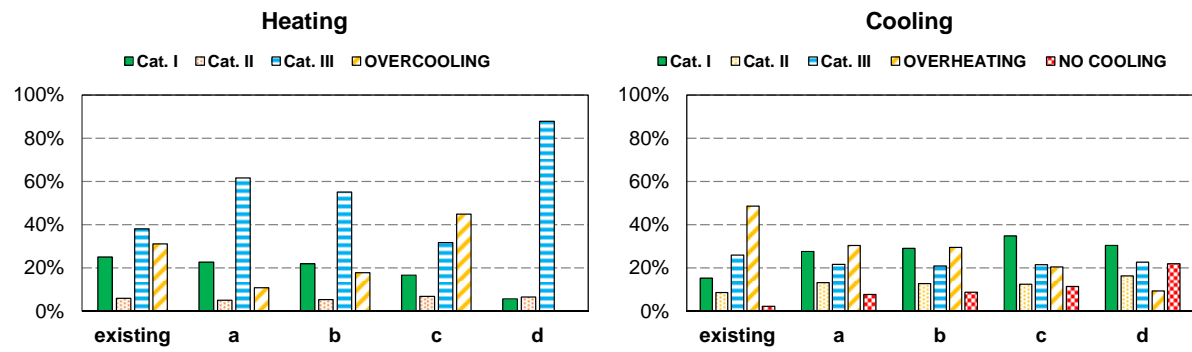 Heating
Cat. I Cat. II Cat. III OVERCOOLING
100%
80%
60%
40%
20%
0%
existing a b c d
Cooling
Cat. I Cat. II Cat. III OVERHEATING NO COOLING
100%
80%
60%
40%
20%
0%
existing a b c d